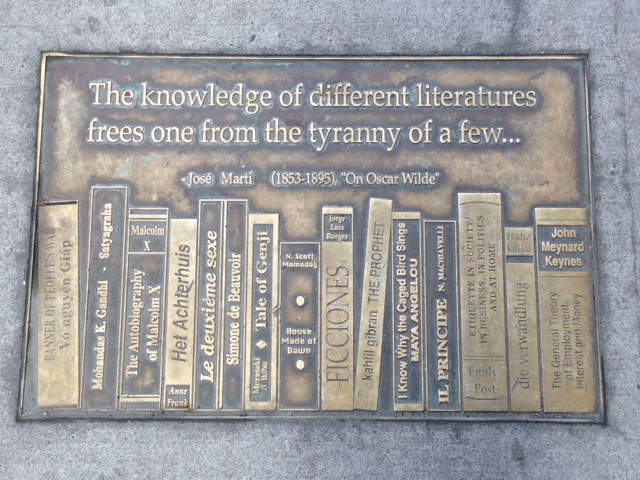 The knowledge of different literatures
frees one from the tyranny of a few...
- José Martí (1853-1895), "On Oscar Wilde"
BANNER OF PEOPLE'S WAR
Võ nguyên Giáp
Mohandas K. Gandhi - Satyagraha
Malcolm
X
The Autobiography
of Malcolm X
Het Achterhuis
Anne
Frank
Le deuxième sexe
Simone de Beauvoir
Tale of Genji
Murasaki
N. Scott
Momaday
House
Made of
Dawn
Jorge
Luis
Borges
FICCIONES
kahlil gibran THE PROPHET
I Know Why the Caged Bird Sings
MAYA ANGELOU
IL PRINCIPE N. MACHIAVELLI
ETIQUETTE IN SOCIETY,
IN BUSINESS, IN POLITICS
AND AT HOME
Emily
Post
franz
kafka
die verwandlung
John
Meynard
Keynes
The General Theory
of Employment,
Interest and Money